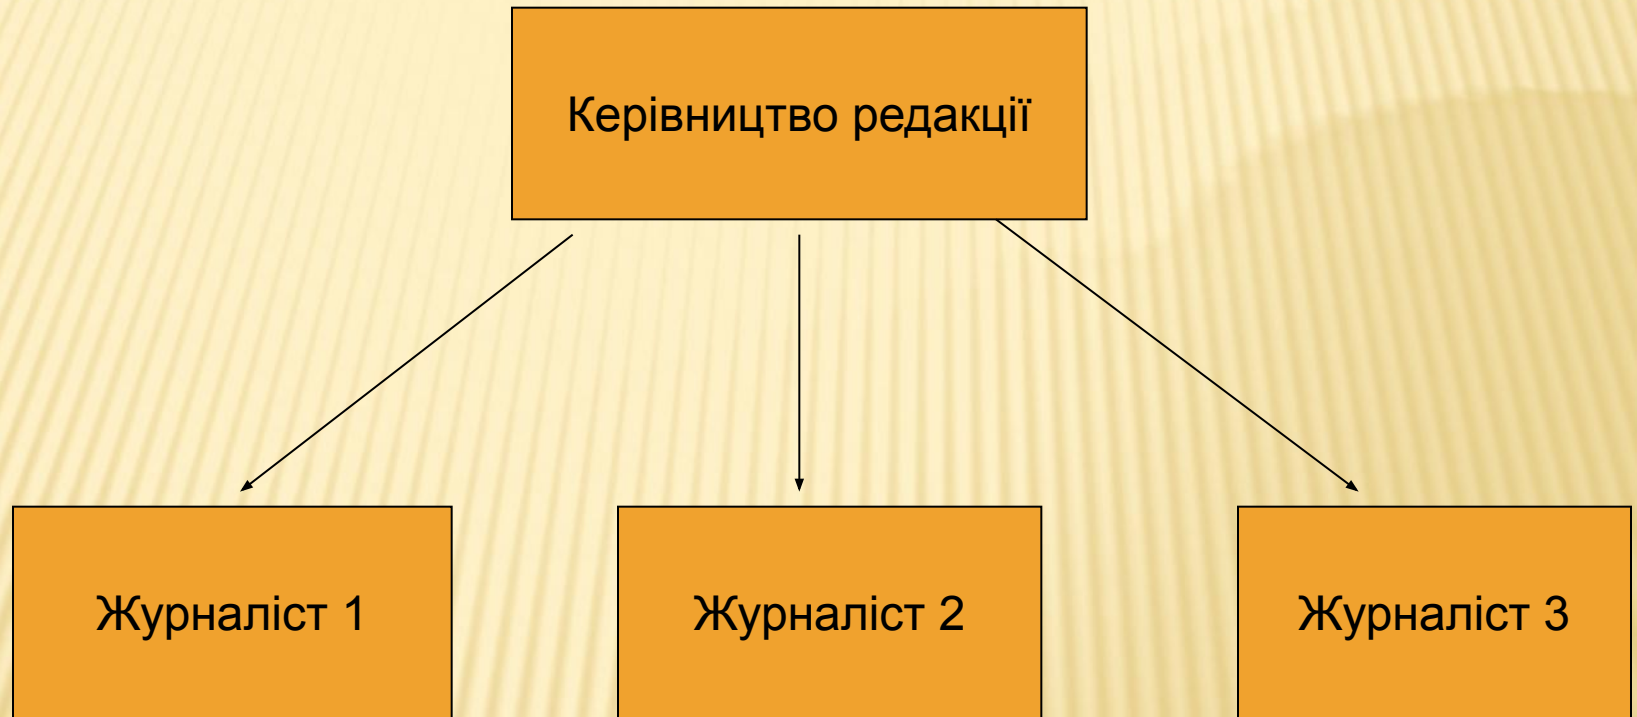 Керівництво редакції
Журналіст 1
Журналіст 2
Журналіст 3